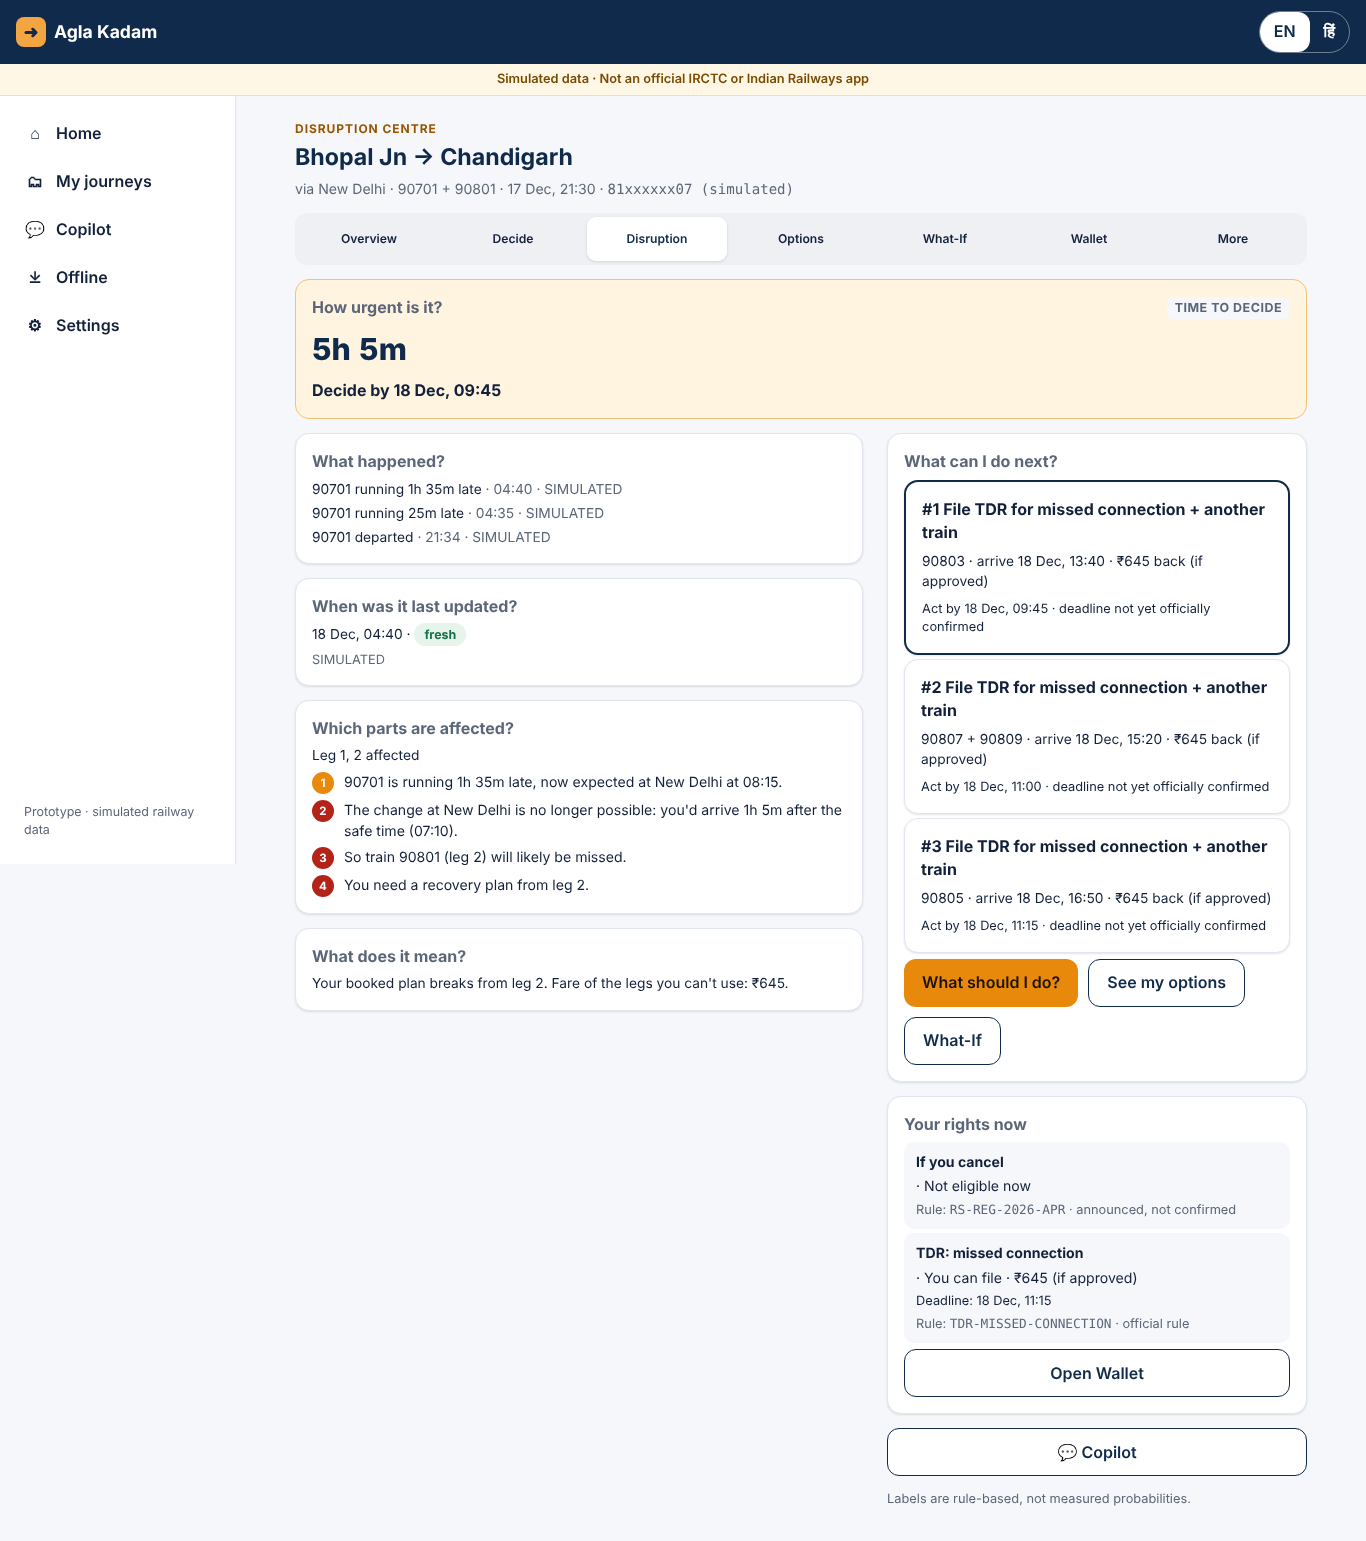 Agla Kadam
EN
हिं
Simulated data · Not an official IRCTC or Indian Railways app
Home
My journeys
Copilot
Offline
Settings
Prototype · simulated railway
data
DISRUPTION CENTRE
Bhopal Jn → Chandigarh
via New Delhi · 90701 + 90801 · 17 Dec, 21:30 · 81xxxxxx07 (simulated)
Overview
Decide
Disruption
Options
What-If
Wallet
More
How urgent is it?
TIME TO DECIDE
5h 5m
Decide by 18 Dec, 09:45
What happened?
90701 running 1h 35m late · 04:40 · SIMULATED
90701 running 25m late · 04:35 · SIMULATED
90701 departed · 21:34 · SIMULATED
When was it last updated?
18 Dec, 04:40 · fresh
SIMULATED
Which parts are affected?
Leg 1, 2 affected
1 90701 is running 1h 35m late, now expected at New Delhi at 08:15.
2 The change at New Delhi is no longer possible: you'd arrive 1h 5m after the
safe time (07:10).
3 So train 90801 (leg 2) will likely be missed.
4 You need a recovery plan from leg 2.
What does it mean?
Your booked plan breaks from leg 2. Fare of the legs you can't use: ₹645.
What can I do next?
#1 File TDR for missed connection + another
train
90803 · arrive 18 Dec, 13:40 · ₹645 back (if
approved)
Act by 18 Dec, 09:45 · deadline not yet officially
confirmed
#2 File TDR for missed connection + another
train
90807 + 90809 · arrive 18 Dec, 15:20 · ₹645 back (if
approved)
Act by 18 Dec, 11:00 · deadline not yet officially confirmed
#3 File TDR for missed connection + another
train
90805 · arrive 18 Dec, 16:50 · ₹645 back (if approved)
Act by 18 Dec, 11:15 · deadline not yet officially confirmed
What should I do?
See my options
What-If
Your rights now
If you cancel
· Not eligible now
Rule: RS-REG-2026-APR · announced, not confirmed
TDR: missed connection
· You can file · ₹645 (if approved)
Deadline: 18 Dec, 11:15
Rule: TDR-MISSED-CONNECTION · official rule
Open Wallet
Copilot
Labels are rule-based, not measured probabilities.